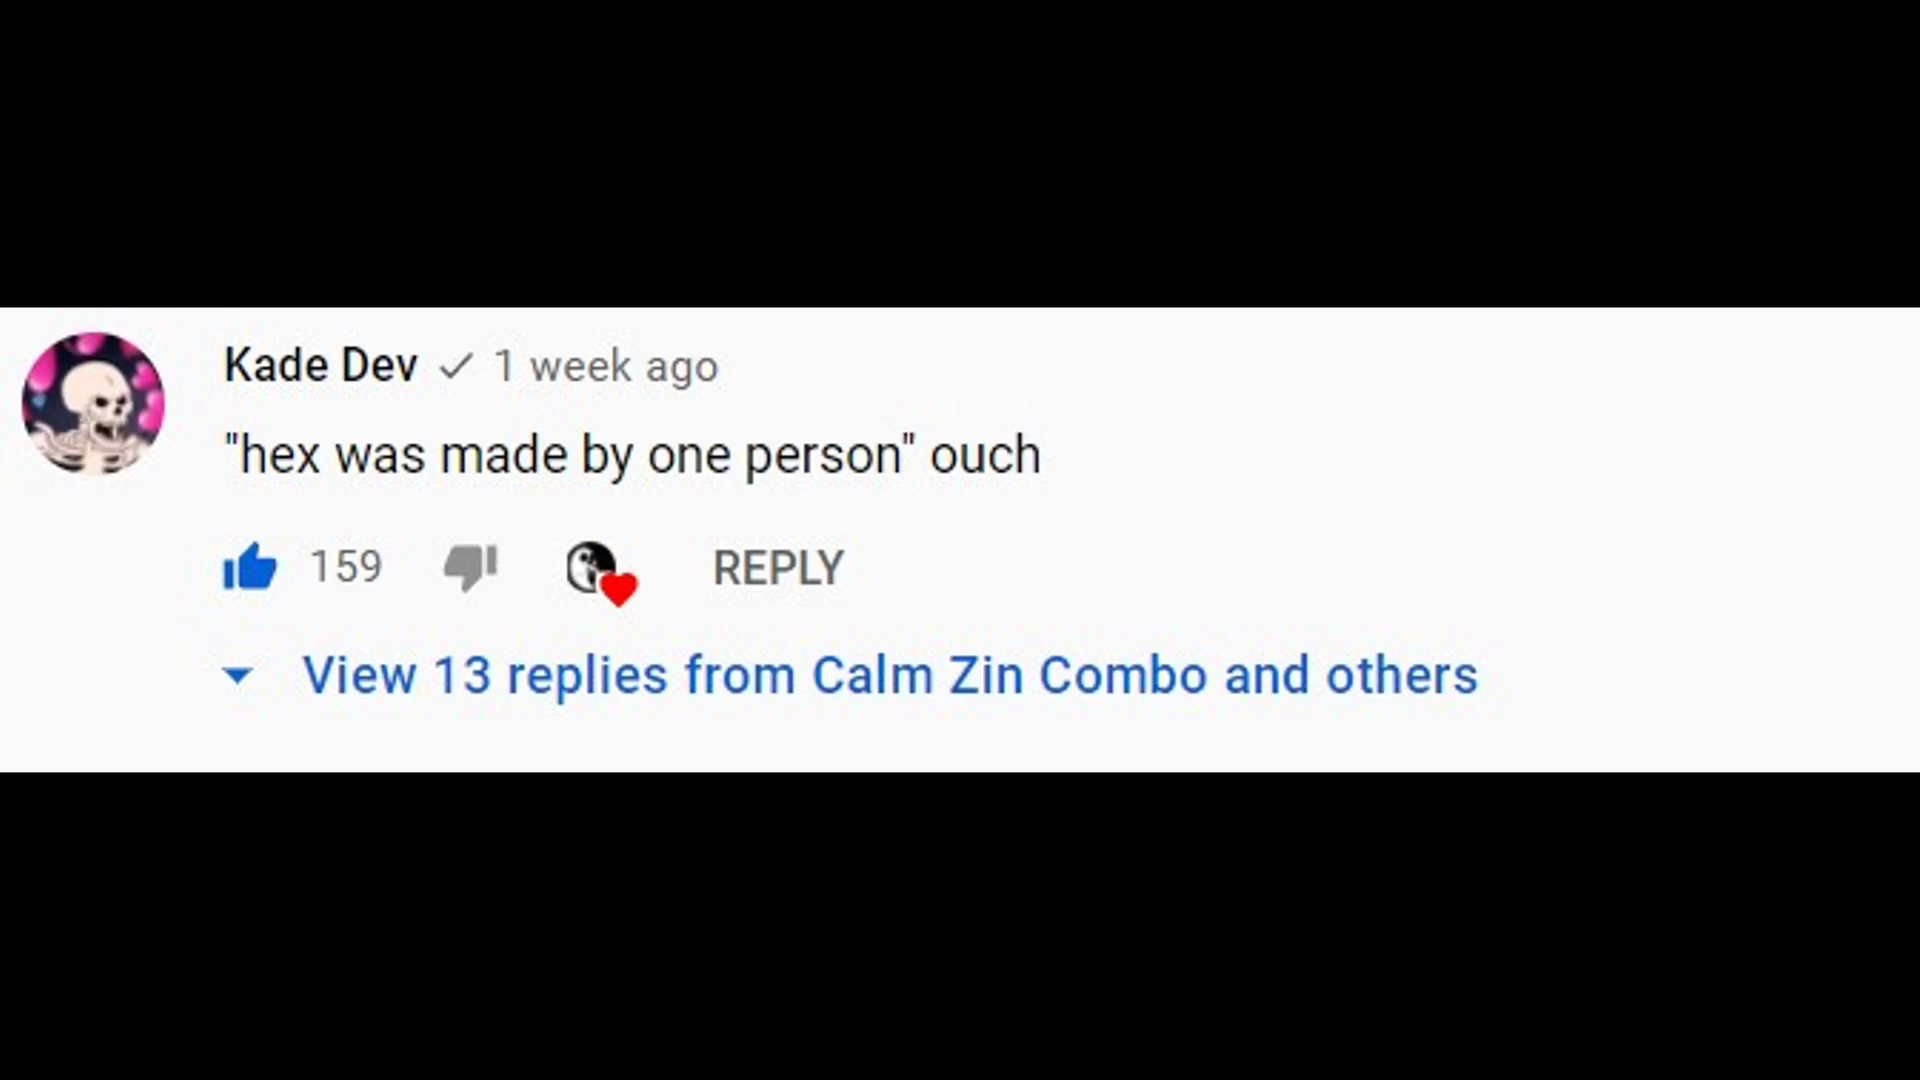 Kade Dev ✓ 1 week ago
"hex was made by one person" ouch
159 REPLY
View 13 replies from Calm Zin Combo and others